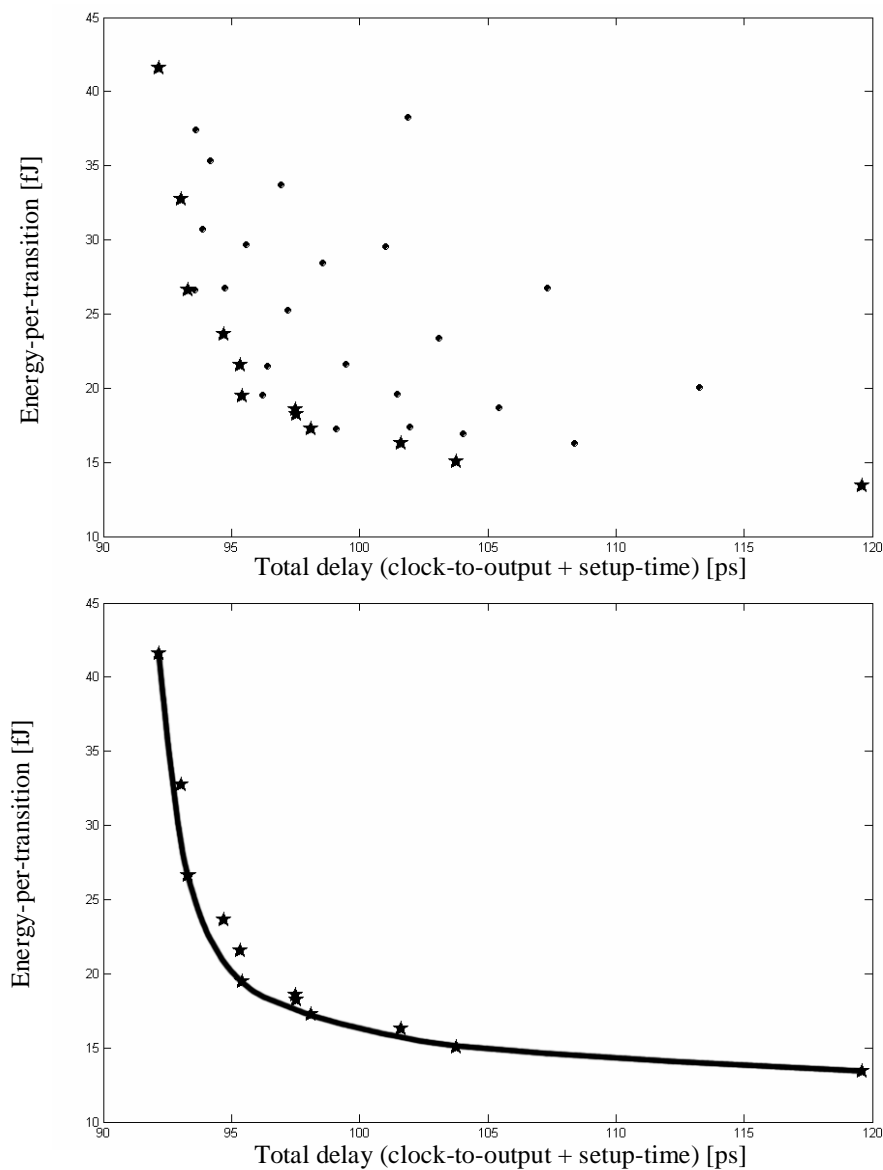 45
40
35
30
25
20
15
10
Energy-per-transition [fJ]
90 95 100 105 110 115 120
Total delay (clock-to-output + setup-time) [ps]
45
40
35
30
25
20
15
10
Energy-per-transition [fJ]
90 95 100 105 110 115 120
Total delay (clock-to-output + setup-time) [ps]